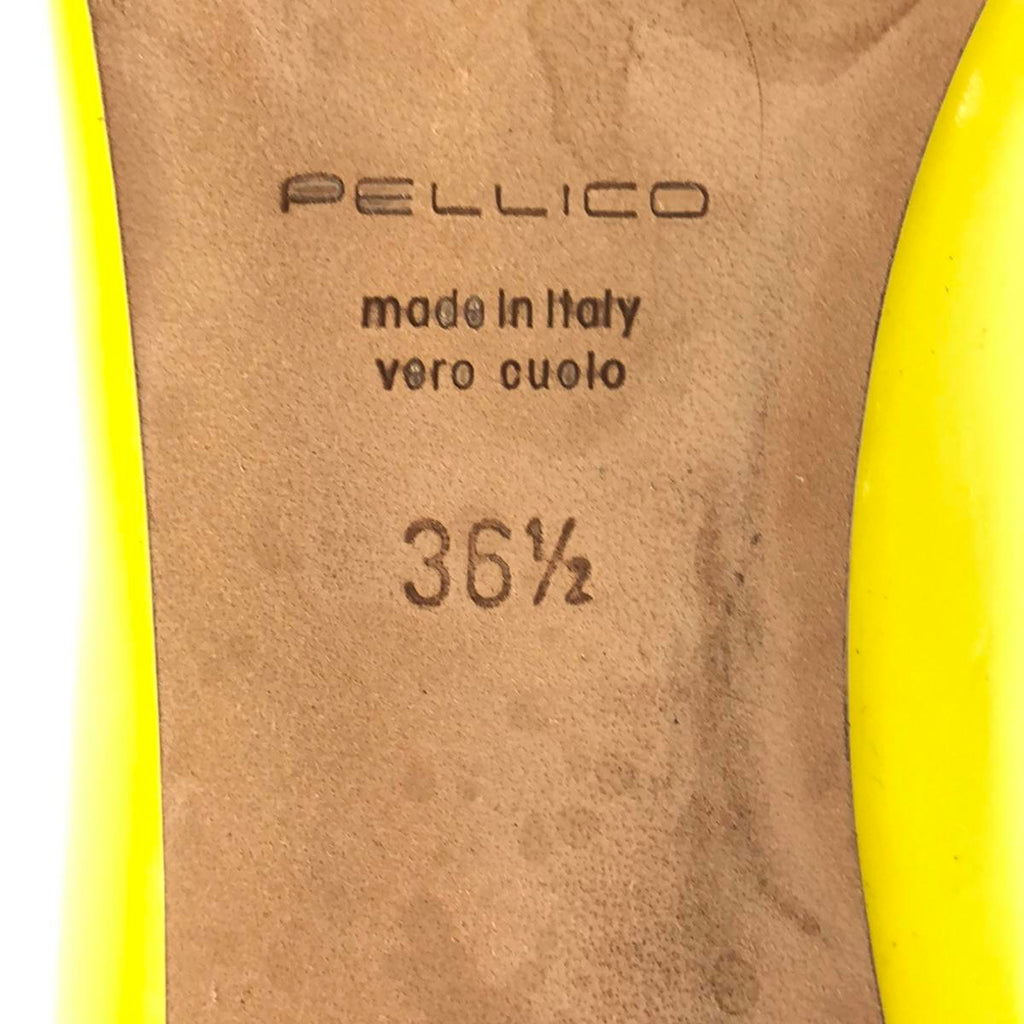 PELLICO
made in Italy
vero cuoio
36½